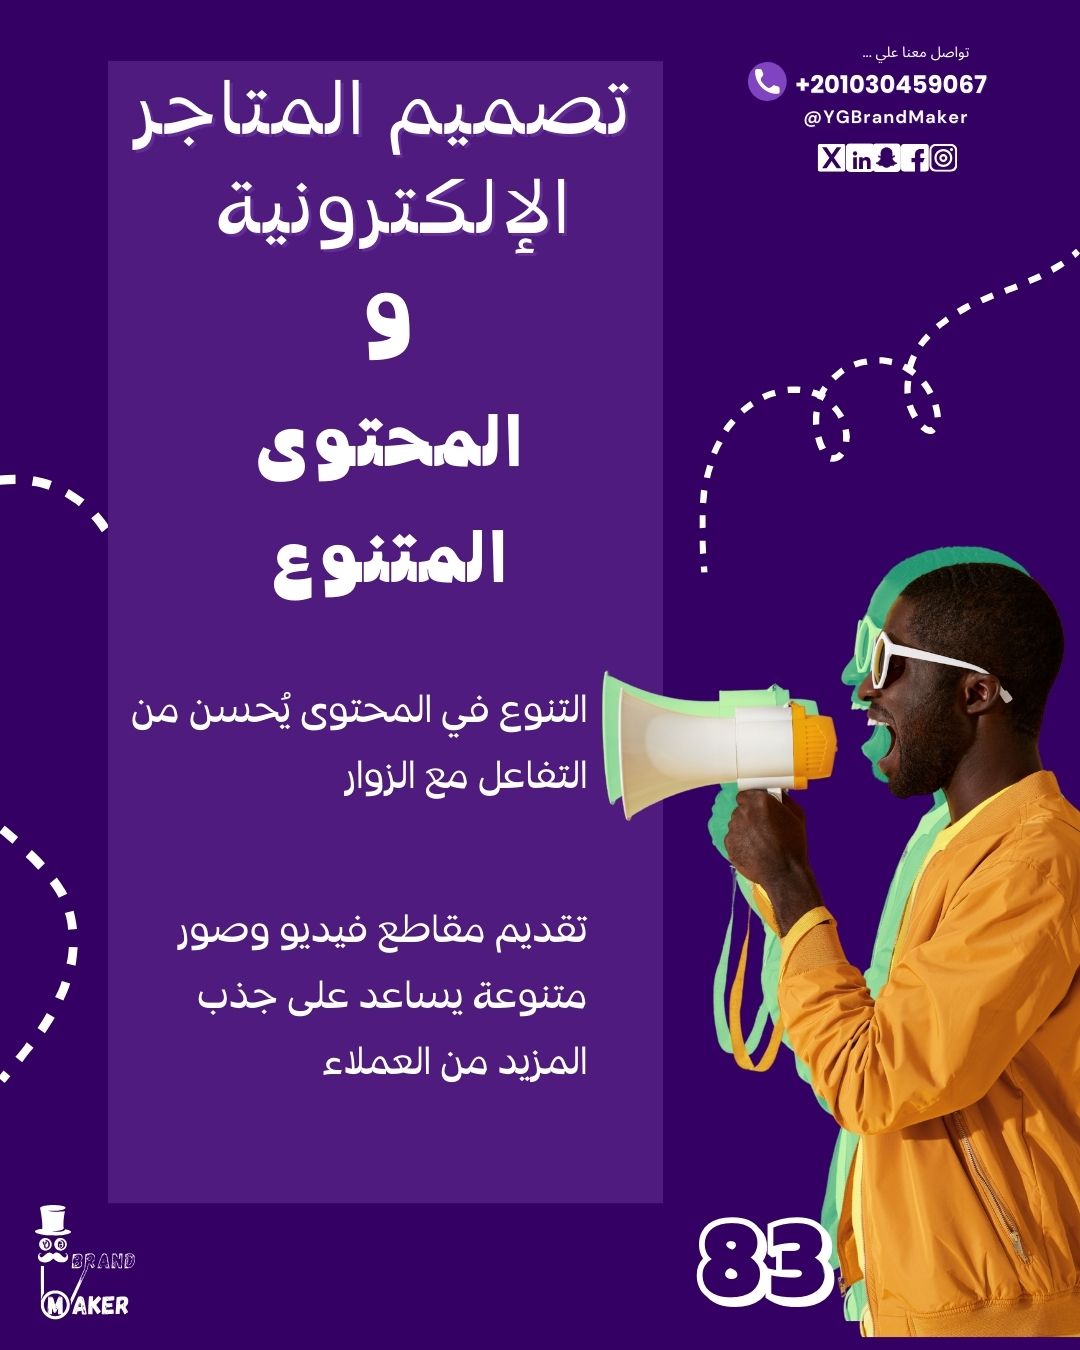 تواصل معنا علي ...
+201030459067
@YGBrandMaker
تصميم المتاجر
الإلكترونية
و
المحتوى
المتنوع
التنوع في المحتوى يُحسن من
التفاعل مع الزوار
تقديم مقاطع فيديو وصور
متنوعة يساعد على جذب
المزيد من العملاء
BRAND
MAKER
83